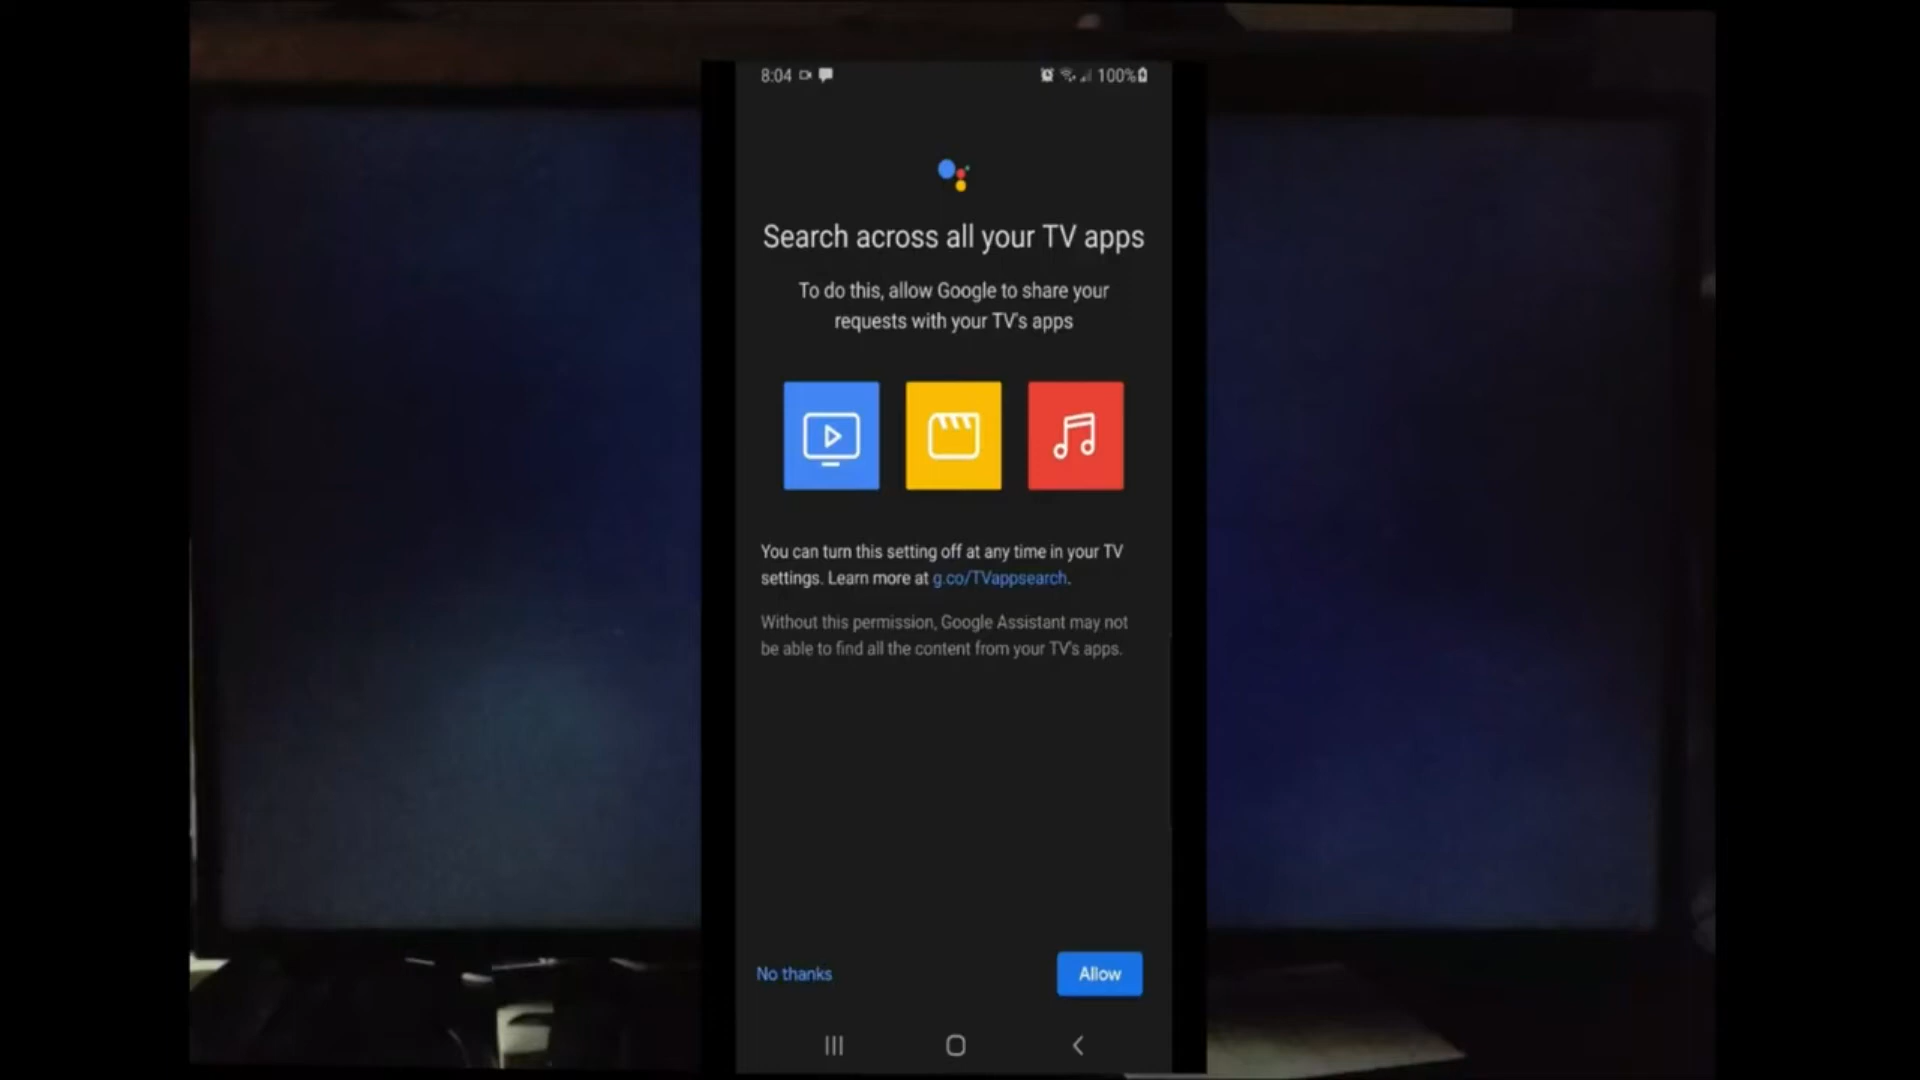 8:04
100%
Search across all your TV apps
To do this, allow Google to share your
requests with your TV's apps
You can turn this setting off at any time in your TV
settings. Learn more at g.co/TVappsearch.
Without this permission, Google Assistant may not
be able to find all the content from your TV's apps.
No thanks
Allow